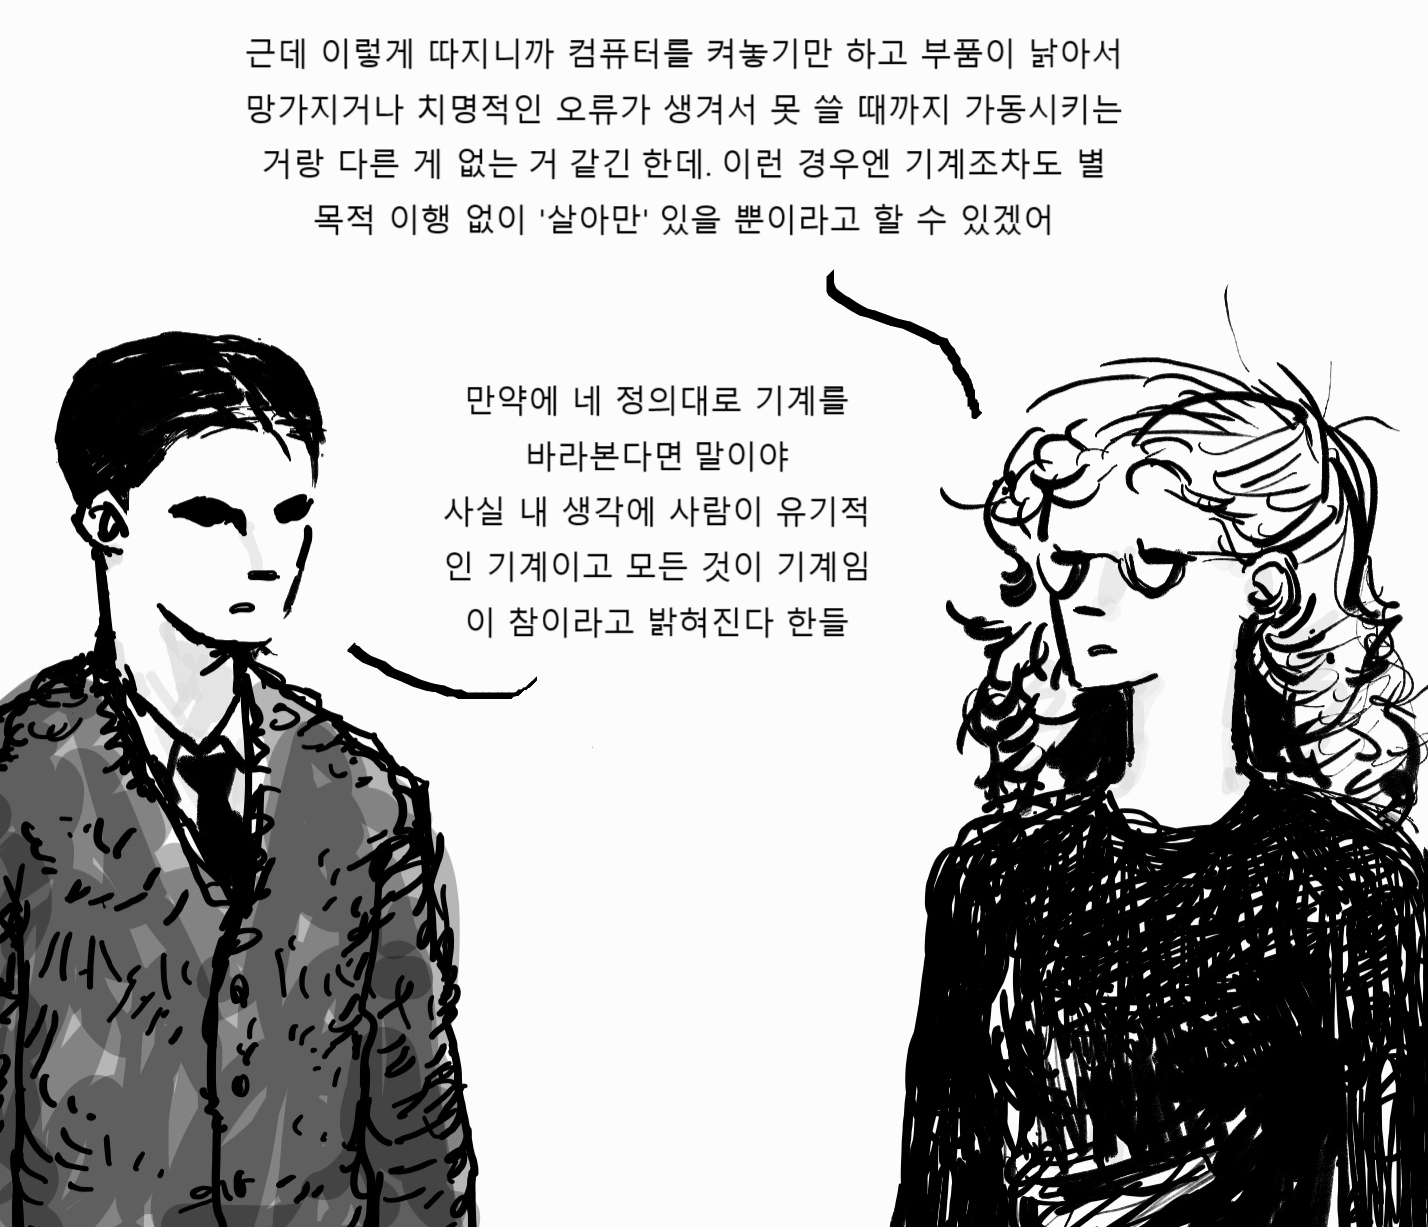 근데 이렇게 따지니까 컴퓨터를 켜놓기만 하고 부품이 낡아서
망가지거나 치명적인 오류가 생겨서 못 쓸 때까지 가동시키는
거랑 다른 게 없는 거 같긴 한데. 이런 경우엔 기계조차도 별
목적 이행 없이 '살아만' 있을 뿐이라고 할 수 있겠어
만약에 네 정의대로 기계를
바라본다면 말이야
사실 내 생각에 사람이 유기적
인 기계이고 모든 것이 기계임
이 참이라고 밝혀진다 한들